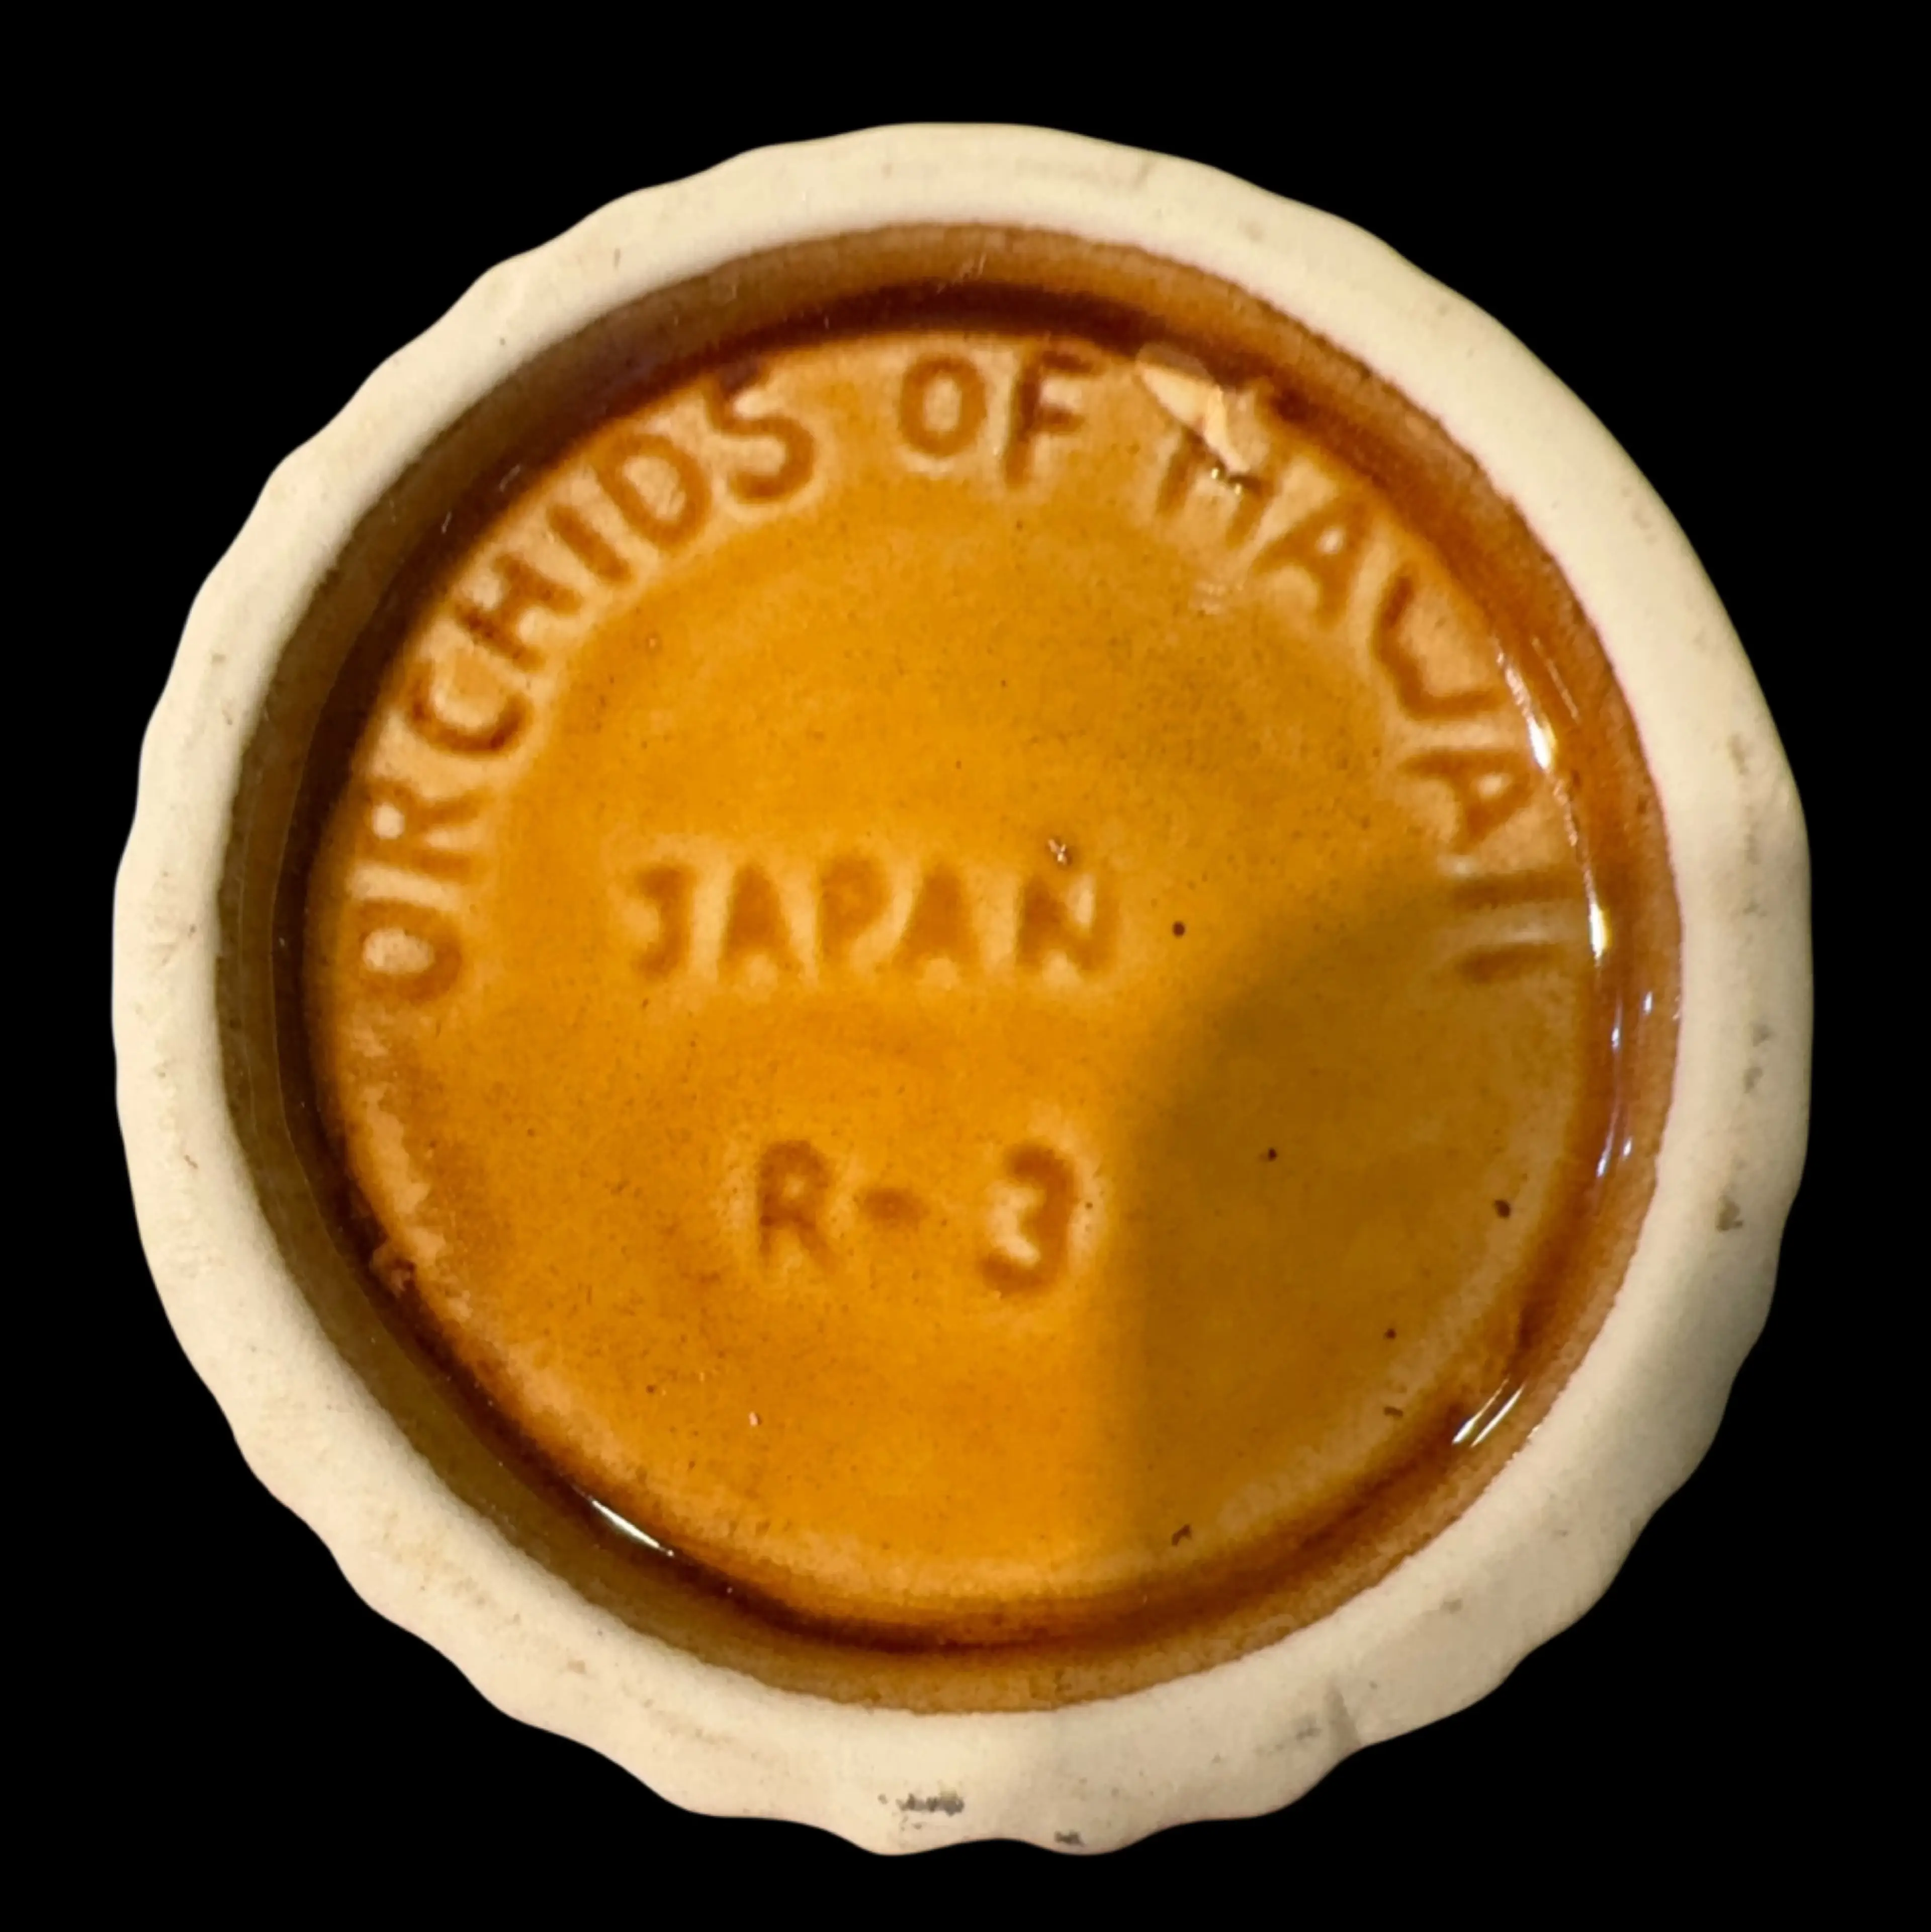 ORCHIDS OF HAWAII
JAPAN
R-3